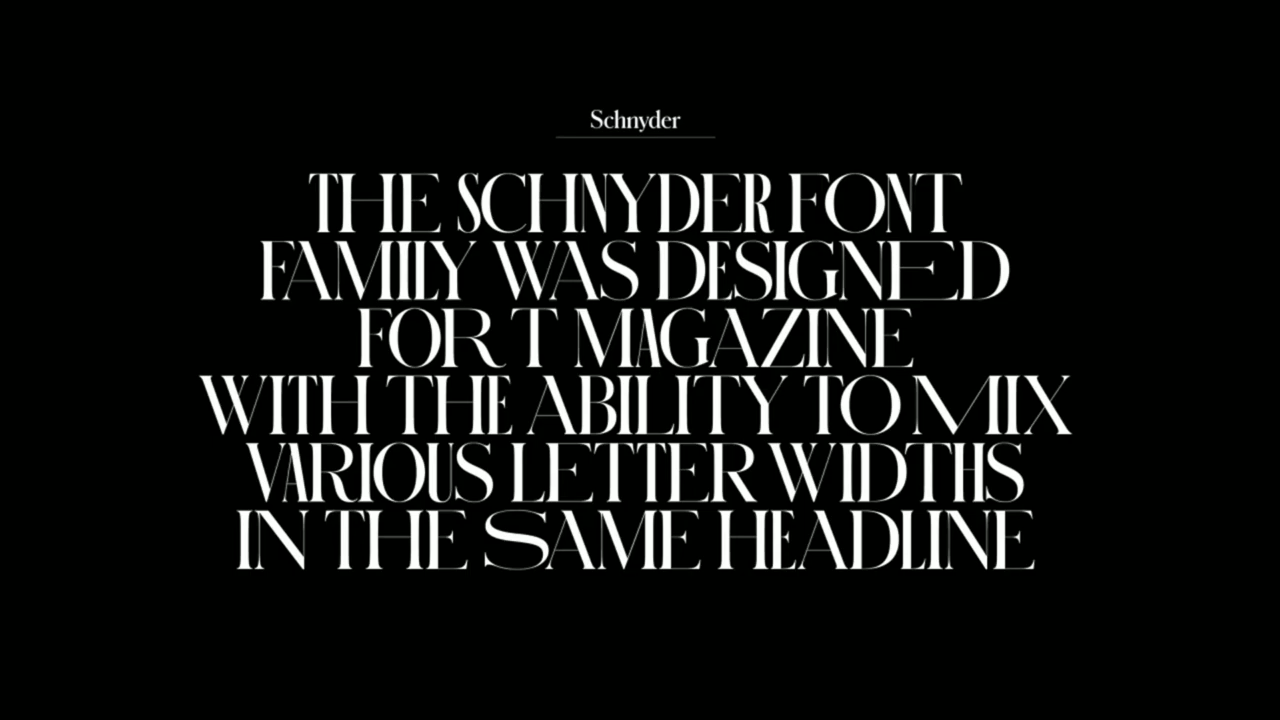 Schnyder
THE SCHNYDER FONT
FAMILY WAS DESIGNED
FOR T MAGAZINE
WITH THE ABILITY TO MIX
VARIOUS LETTER WIDTHS
IN THE SAME HEADLINE